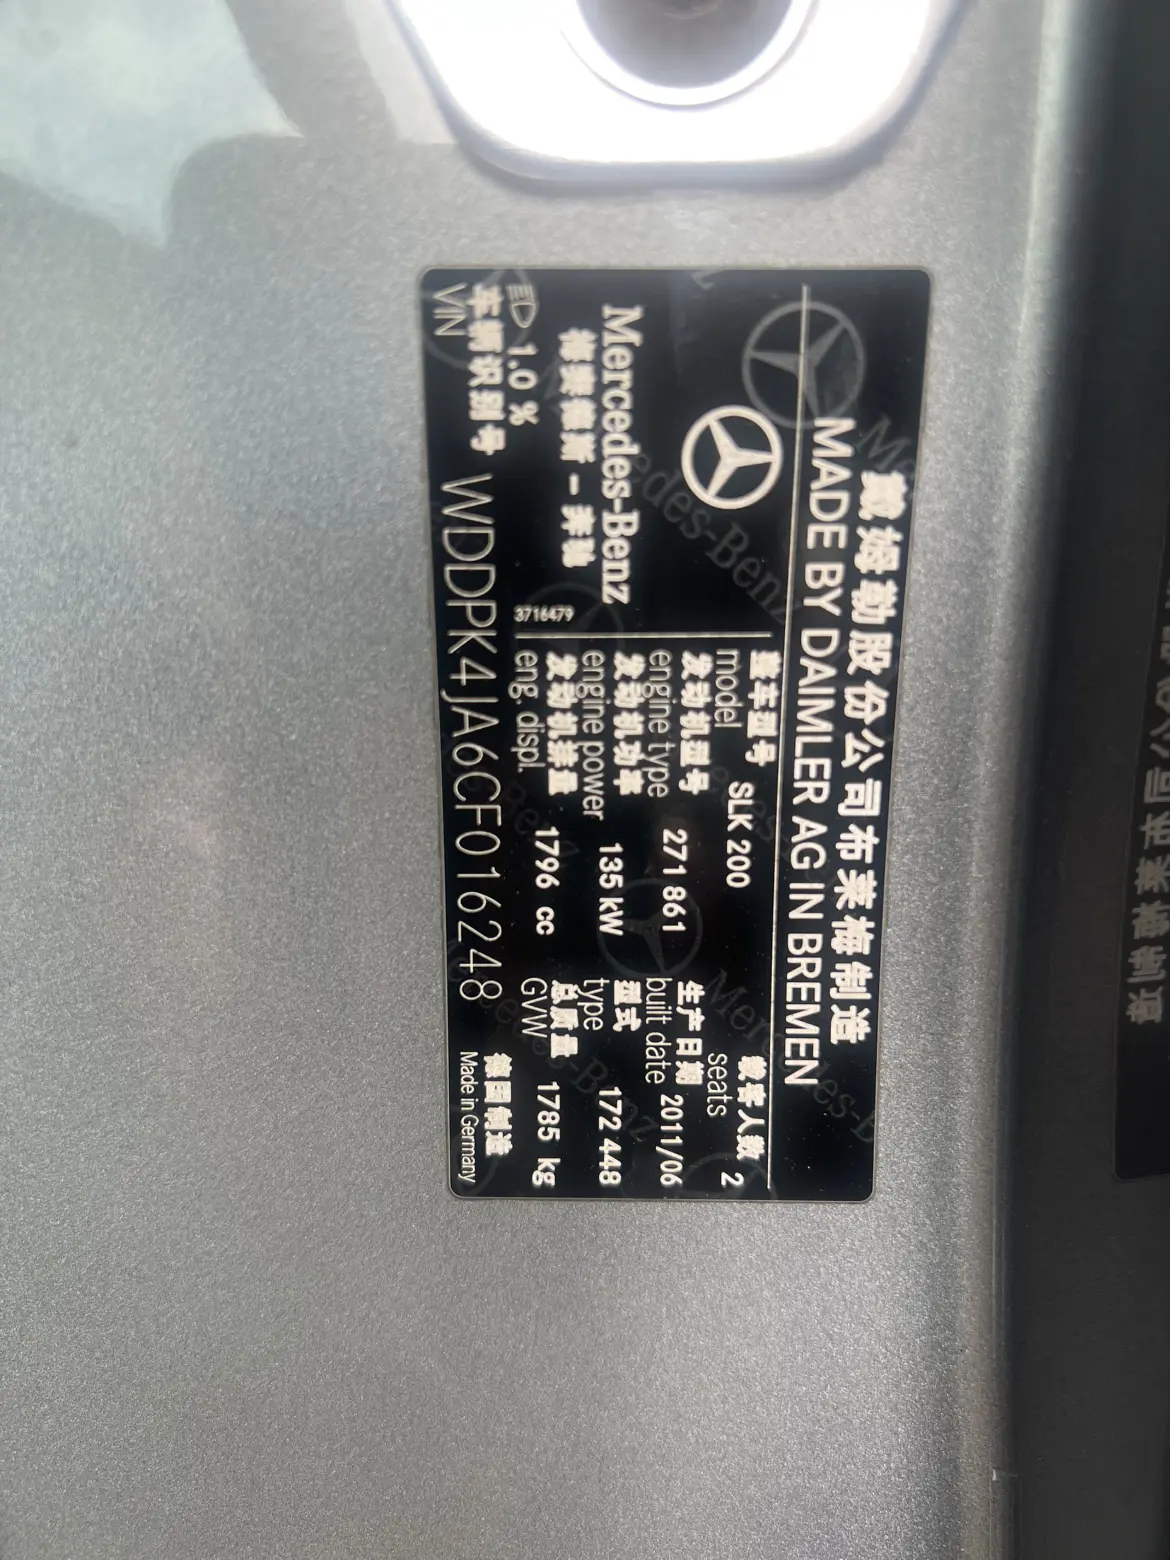 戴姆勒股份公司布莱梅制造
MADE BY DAIMLER AG IN BREMEN
Mercedes-Benz
梅赛德斯－奔驰
1.0 %
3716479
整车型号
model SLK 200
载客人数
seats 2
发动机型号
engine type 271 861
生产日期
built date 2011/06
发动机功率
engine power 135 kW
型式
type 172 448
发动机排量
eng. displ. 1796 cc
总质量
GVW 1785 kg
车辆识别号
VIN WDDPK4JA6CF016248
德国制造
Made in Germany